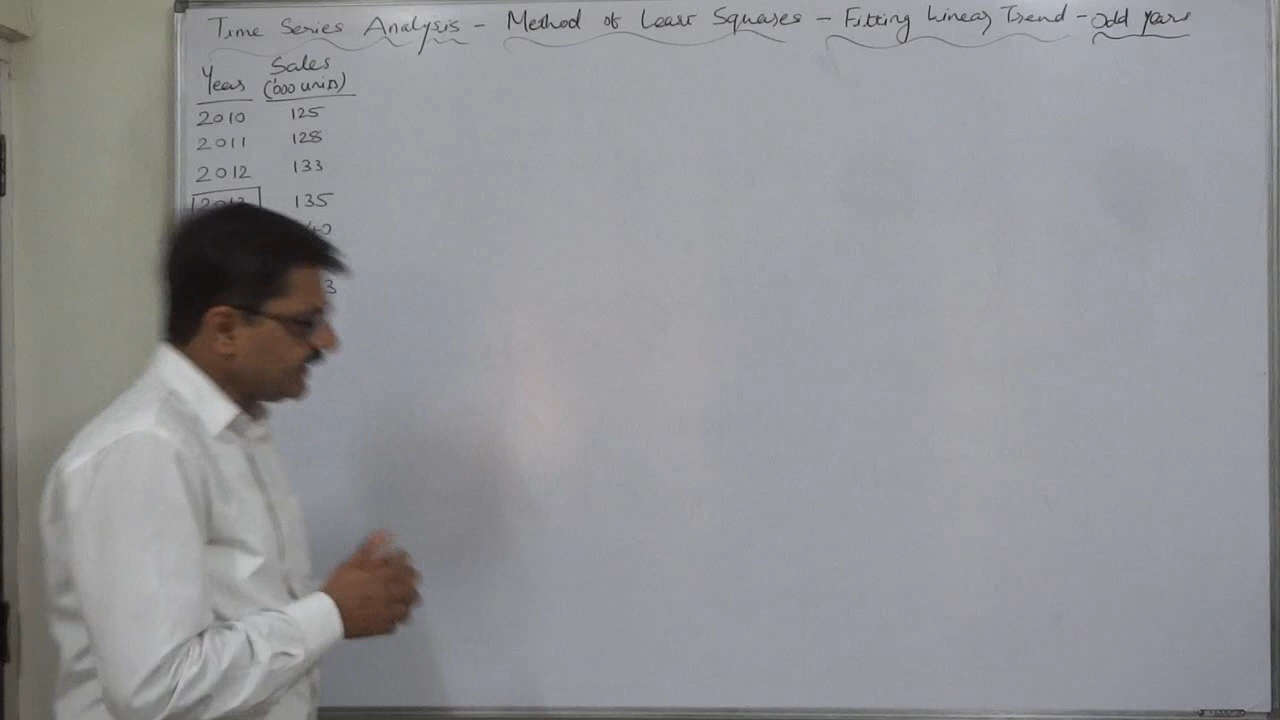 Time Series Analysis - Method of Least Squares - Fitting Linear Trend - odd years
Year Sales ('000 units)
2010 125
2011 128
2012 133
2013 135